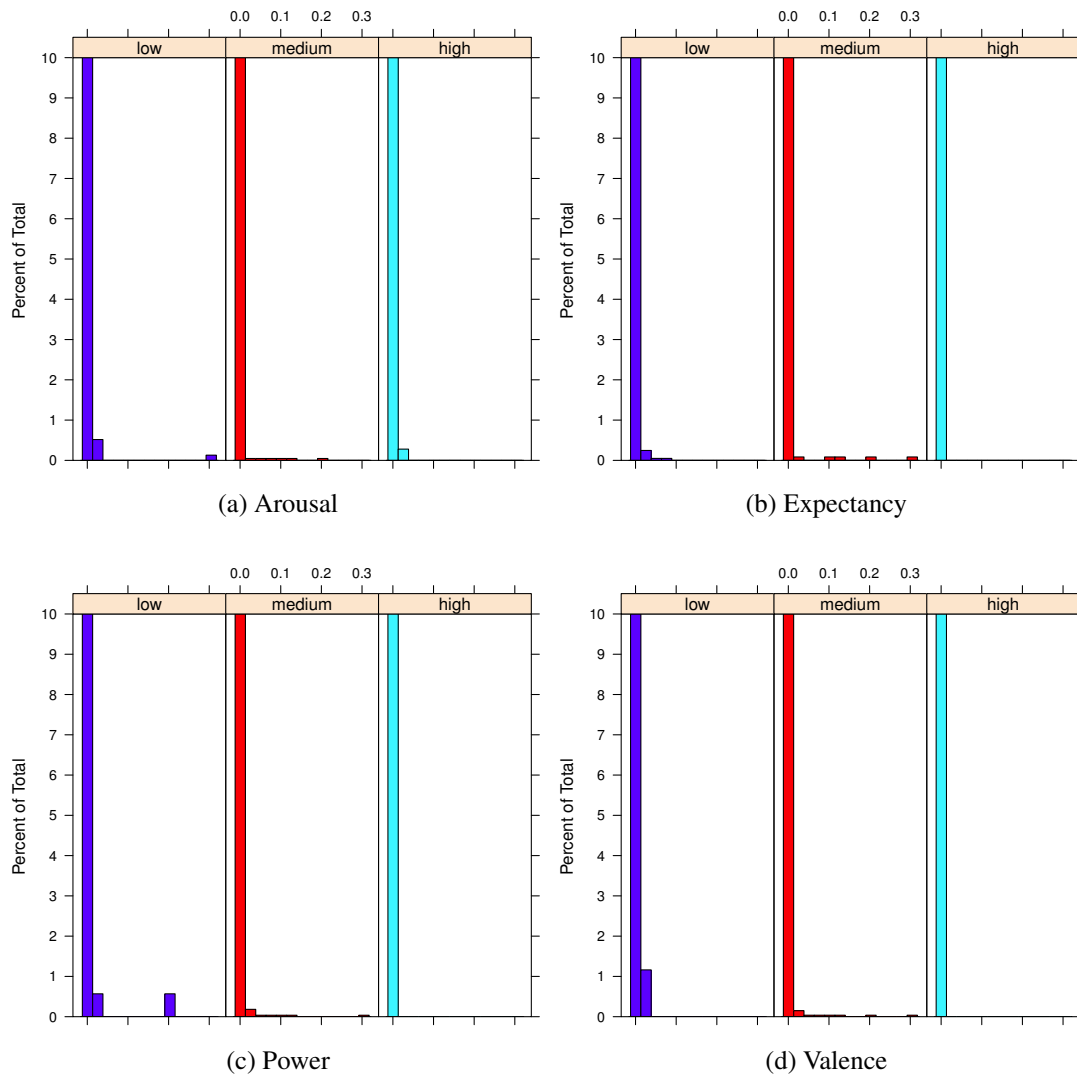 0.0 0.1 0.2 0.3
low medium high
10
9
8
7
6
5
4
3
2
1
0
Percent of Total
(a) Arousal
0.0 0.1 0.2 0.3
low medium high
10
9
8
7
6
5
4
3
2
1
0
Percent of Total
(b) Expectancy
0.0 0.1 0.2 0.3
low medium high
10
9
8
7
6
5
4
3
2
1
0
Percent of Total
(c) Power
0.0 0.1 0.2 0.3
low medium high
10
9
8
7
6
5
4
3
2
1
0
Percent of Total
(d) Valence